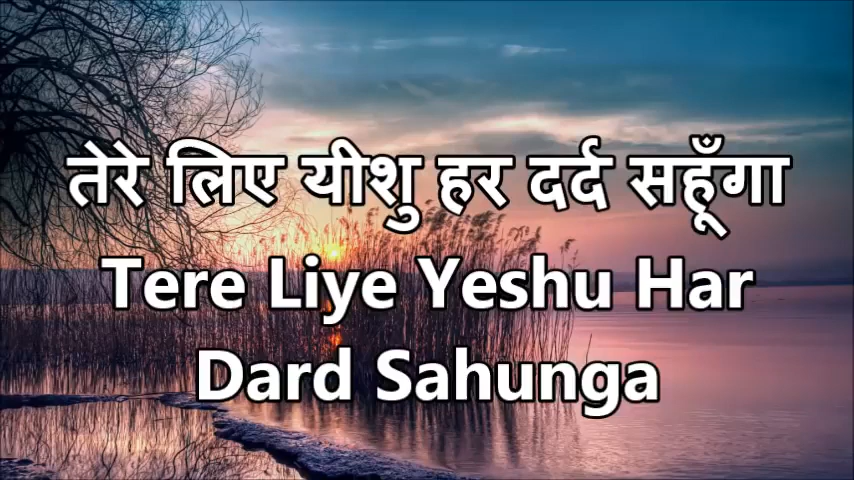 तेरे लिए यीशु हर दर्द सहूँगा
Tere Liye Yeshu Har
Dard Sahunga